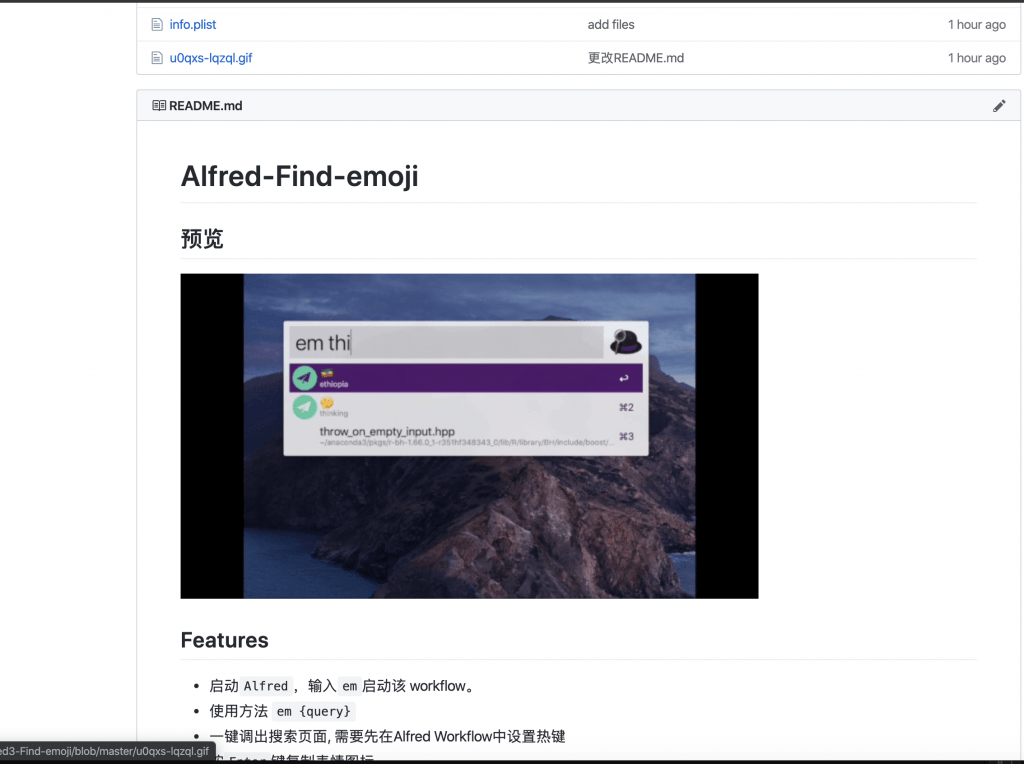 info.plist add files 1 hour ago
u0qxs-lqzql.gif 更改README.md 1 hour ago
README.md
Alfred-Find-emoji
预览
em thi
ethiopia
thinking
⌘2
throw_on_empty_input.hpp
~/anaconda3/pkgs/r-bh-1.66.0_1-r351hf348343_0/lib/R/library/BH/include/boost/...
⌘3
Features
• 启动 Alfred ，输入 em 启动该 workflow。
• 使用方法 em {query}
• 一键调出搜索页面, 需要先在Alfred Workflow中设置热键
Enter 键复制表情图标
ed3-Find-emoji/blob/master/u0qxs-lqzql.gif